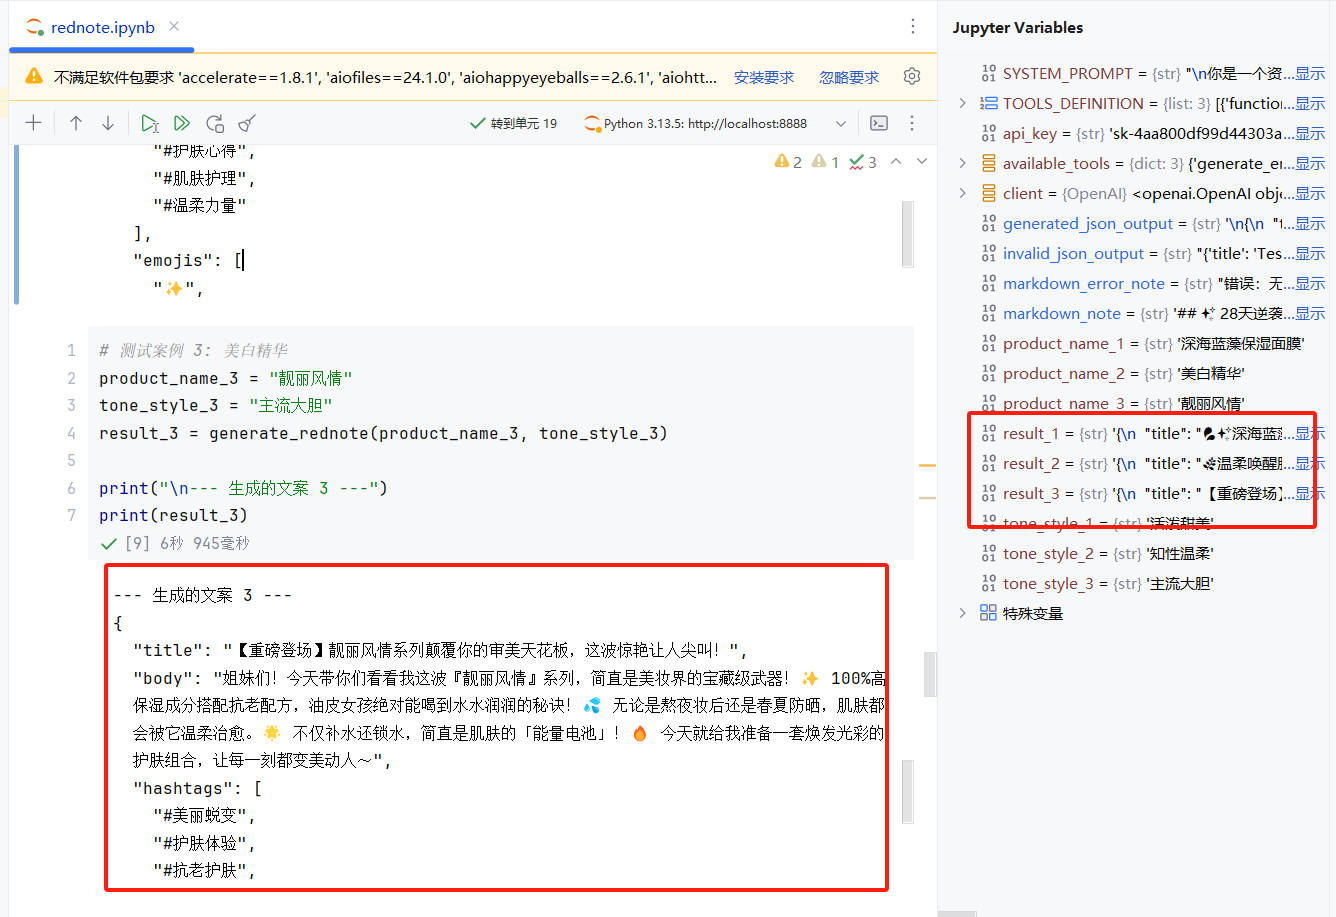 rednote.ipynb
不满足软件包要求 'accelerate==1.8.1', 'aiofiles==24.1.0', 'aiohappyeyeballs==2.6.1', 'aiohtt... 安装要求 忽略要求
转到单元 19 Python 3.13.5: http://localhost:8888
2 1 3
"#护肤心得",
"#肌肤护理",
"#温柔力量"
],
"emojis": [
"✨",
1 # 测试案例 3: 美白精华
2 product_name_3 = "靓丽风情"
3 tone_style_3 = "主流大胆"
4 result_3 = generate_rednote(product_name_3, tone_style_3)
5
6 print("\n--- 生成的文案 3 ---")
7 print(result_3)
[9] 6秒 945毫秒
--- 生成的文案 3 ---
{
"title": "【重磅登场】靓丽风情系列颠覆你的审美天花板，这波惊艳让人尖叫！",
"body": "姐妹们！今天带你们看看我这波『靓丽风情』系列，简直是美妆界的宝藏级武器！✨ 100%高
保湿成分搭配抗老配方，油皮女孩绝对能喝到水水润润的秘诀！💦 无论是熬夜妆后还是春夏防晒，肌肤都
会被它温柔治愈。🌟 不仅补水还锁水，简直是肌肤的「能量电池」！🔥 今天就给我准备一套焕发光彩的
护肤组合，让每一刻都变美动人～",
"hashtags": [
"#美丽蜕变",
"#护肤体验",
"#抗老护肤",
Jupyter Variables
SYSTEM_PROMPT = {str} "\n你是一个资...显示
TOOLS_DEFINITION = {list: 3} [{'functio...显示
api_key = {str} 'sk-4aa800df99d44303a...显示
available_tools = {dict: 3} {'generate_e...显示
client = {OpenAI} <openai.OpenAI obj...显示
generated_json_output = {str} '\n{\n "t...显示
invalid_json_output = {str} "{'title': 'Tes...显示
markdown_error_note = {str} "错误：无...显示
markdown_note = {str} '## ✨ 28天逆袭...显示
product_name_1 = {str} '深海蓝藻保湿面膜'
product_name_2 = {str} '美白精华'
product_name_3 = {str} '靓丽风情'
result_1 = {str} '{\n "title": "✨深海蓝藻...显示
result_2 = {str} '{\n "title": "🌿温柔唤醒...显示
result_3 = {str} '{\n "title": "【重磅登场】...显示
tone_style_1 = {str} '活泼甜美'
tone_style_2 = {str} '知性温柔'
tone_style_3 = {str} '主流大胆'
特殊变量